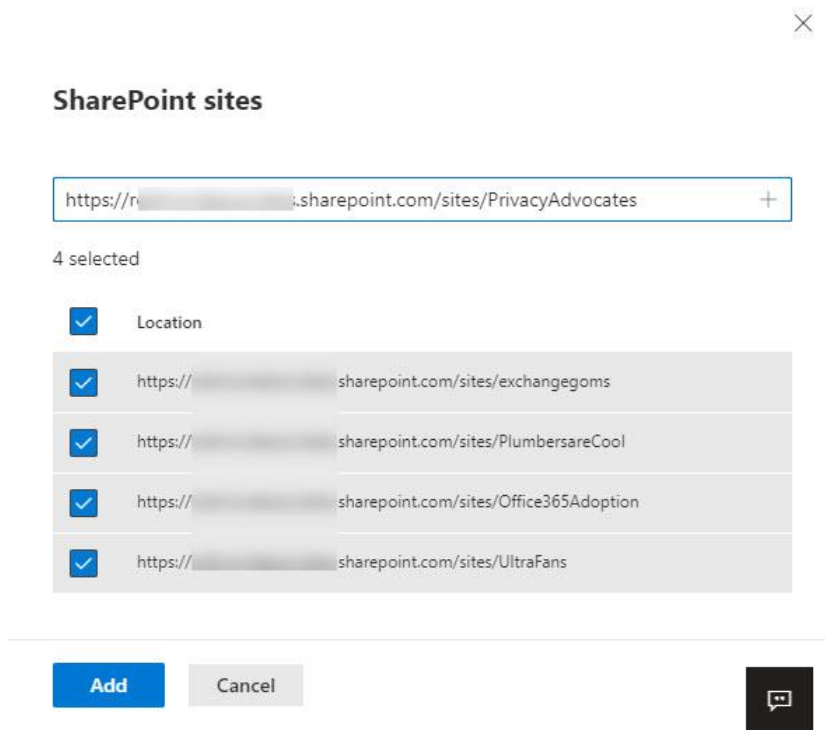 SharePoint sites
https://r .sharepoint.com/sites/PrivacyAdvocates
4 selected
Location
https:// sharepoint.com/sites/exchangegoms
https:// sharepoint.com/sites/PlumbersareCool
https:// sharepoint.com/sites/Office365Adoption
https:// sharepoint.com/sites/UltraFans
Add Cancel